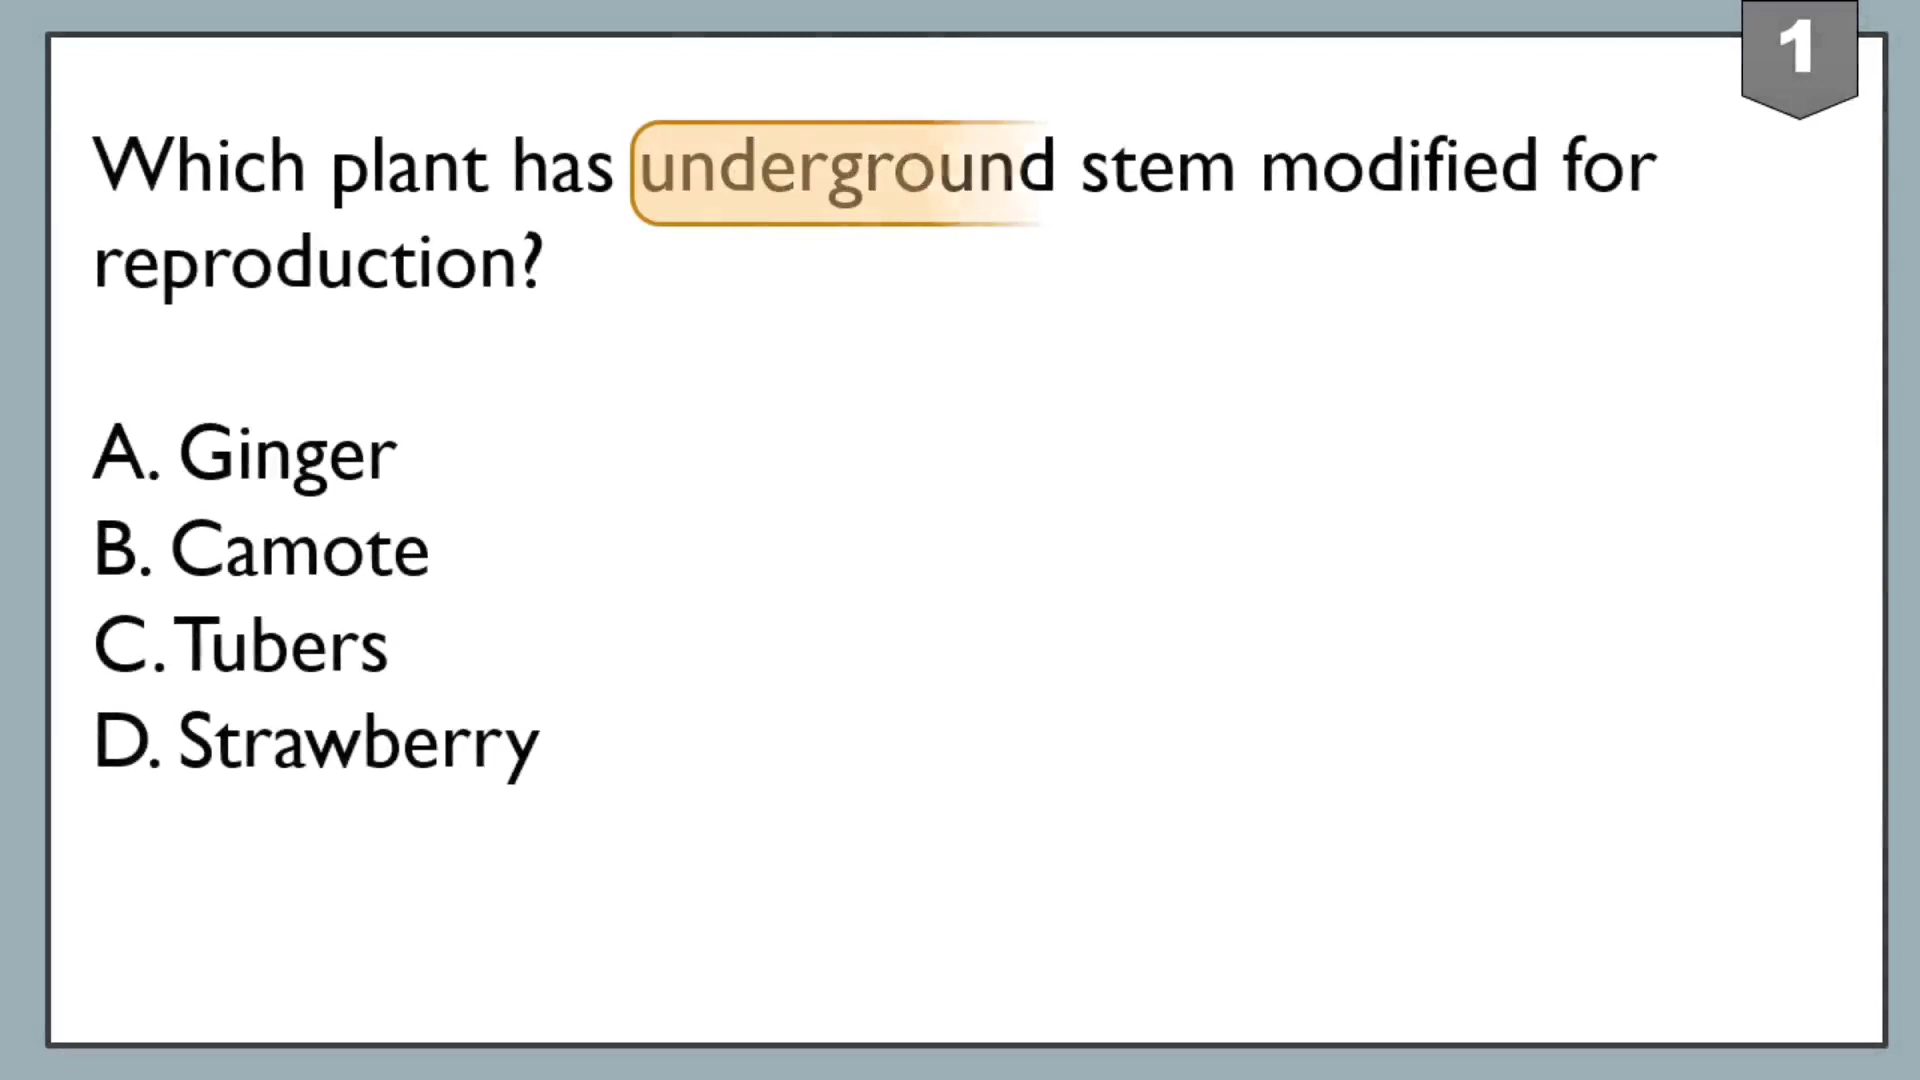 1
Which plant has underground stem modified for
reproduction?
A. Ginger
B. Camote
C. Tubers
D. Strawberry